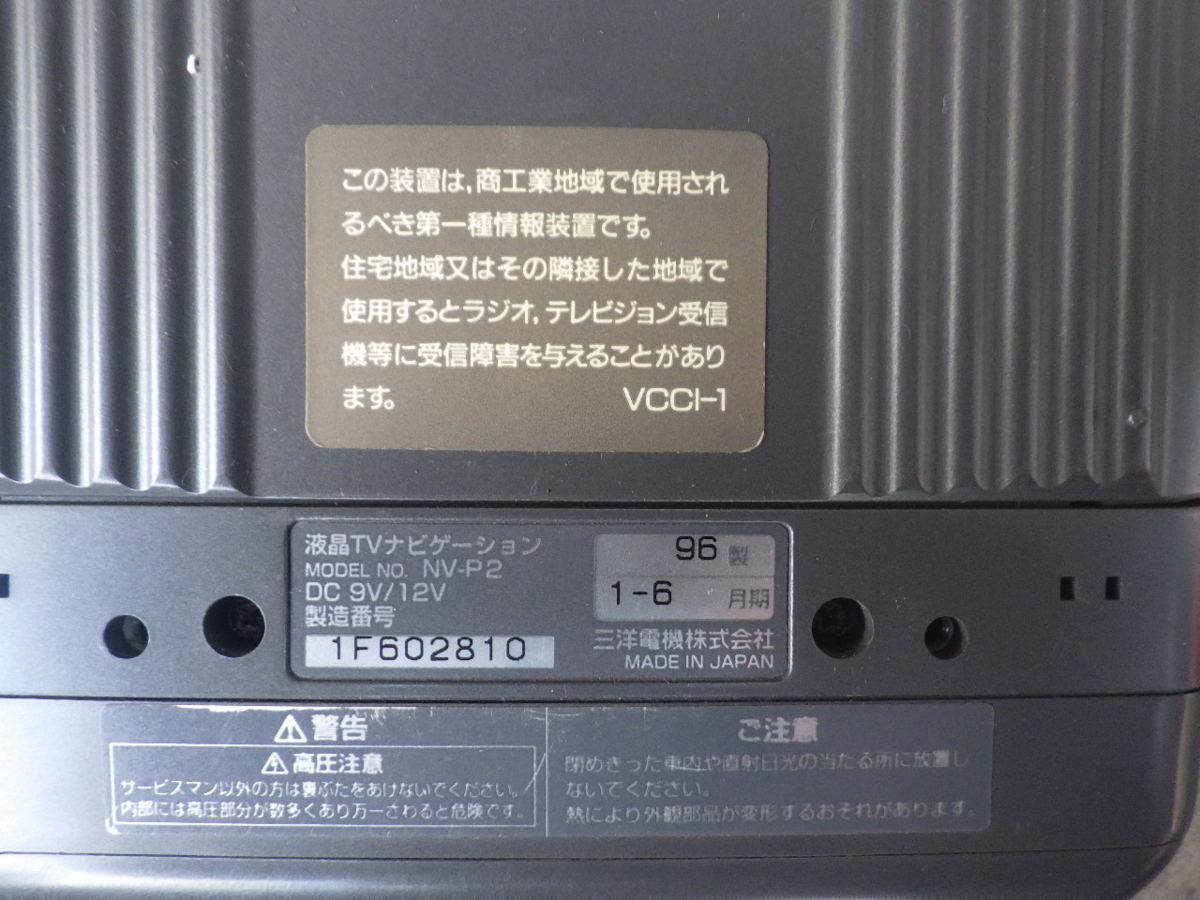 この装置は,商工業地域で使用され
るべき第一種情報装置です。
住宅地域又はその隣接した地域で
使用するとラジオ,テレビジョン受信
機等に受信障害を与えることがあり
ます。 VCCI-1
液晶TVナビゲーション
MODEL NO. NV-P2
DC 9V/12V
製造番号
1F602810
96 製
1-6 月期
三洋電機株式会社
MADE IN JAPAN
⚠警告
高圧注意
サービスマン以外の方は裏ぶたをあけないでください。
内部には高圧部分が数多くあり万一さわると危険です。
ご注意
閉めきった車内や直射日光の当たる所に放置し
ないでください。
熱により外観部品が変形するおそれがあります。